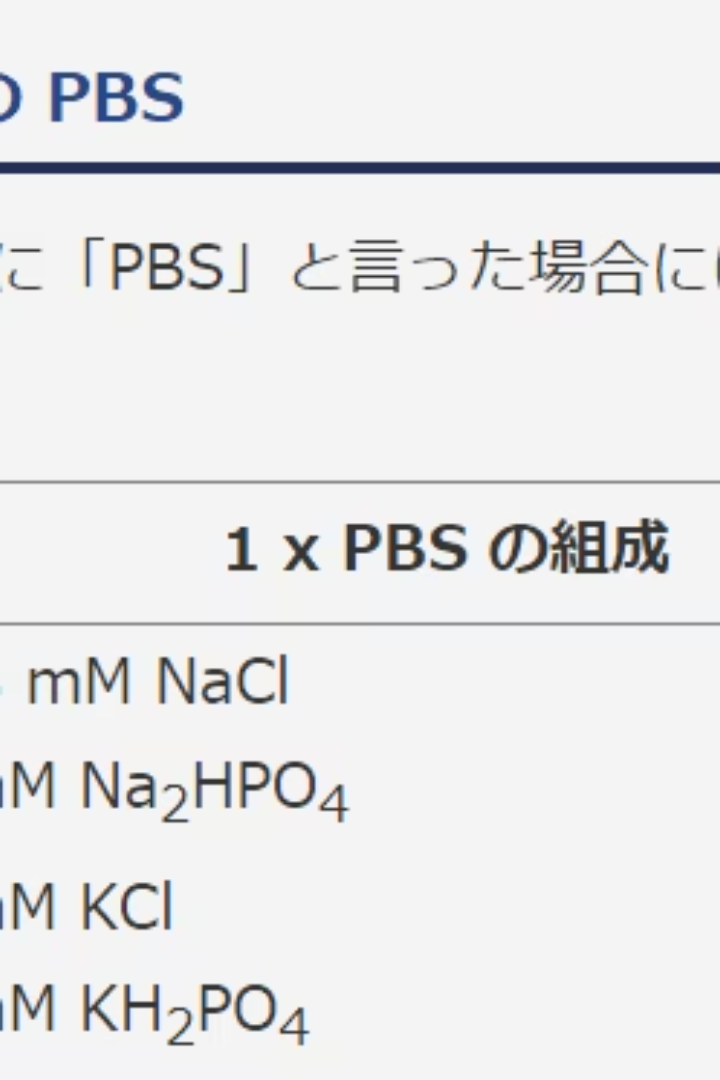 PBS
に「PBS」と言った場合に
1 x PBS の組成
mM NaCl
M Na₂HPO₄
M KCl
M KH₂PO₄